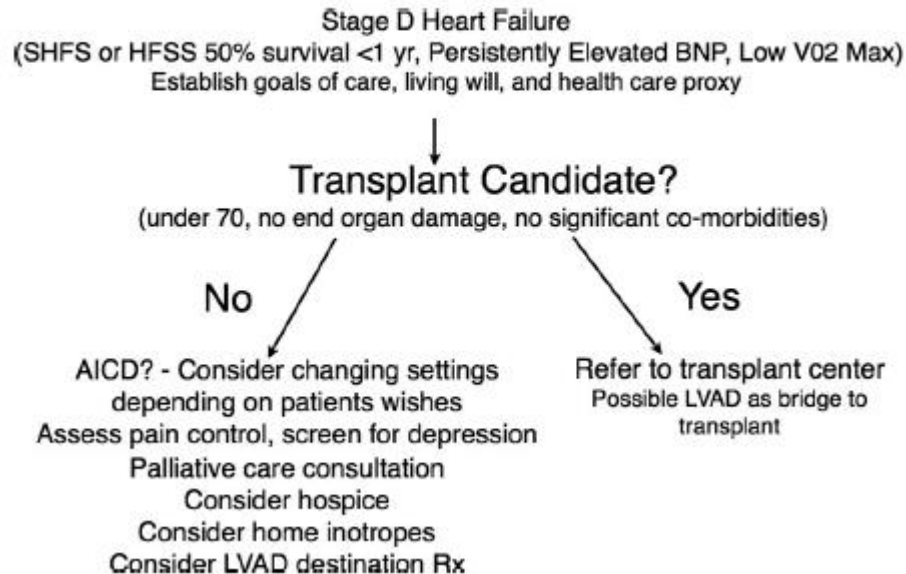 Stage D Heart Failure
(SHFS or HFSS 50% survival <1 yr, Persistently Elevated BNP, Low V02 Max)
Establish goals of care, living will, and health care proxy
Transplant Candidate?
(under 70, no end organ damage, no significant co-morbidities)
No
Yes
AICD? - Consider changing settings
depending on patients wishes
Assess pain control, screen for depression
Palliative care consultation
Consider hospice
Consider home inotropes
Consider LVAD destination Rx
Refer to transplant center
Possible LVAD as bridge to
transplant